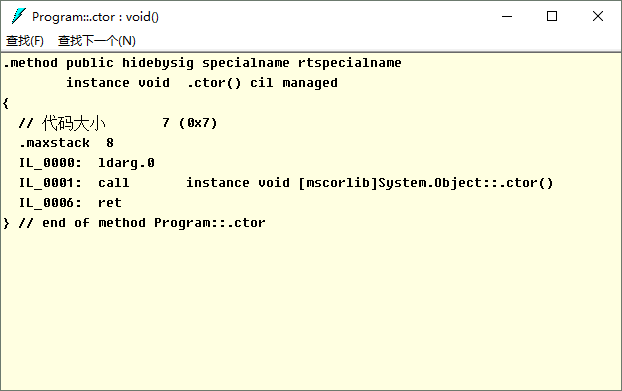 Program::.ctor : void()
查找(F) 查找下一个(N)
.method public hidebysig specialname rtspecialname
        instance void  .ctor() cil managed
{
  // 代码大小       7 (0x7)
  .maxstack  8
  IL_0000:  ldarg.0
  IL_0001:  call       instance void [mscorlib]System.Object::.ctor()
  IL_0006:  ret
} // end of method Program::.ctor